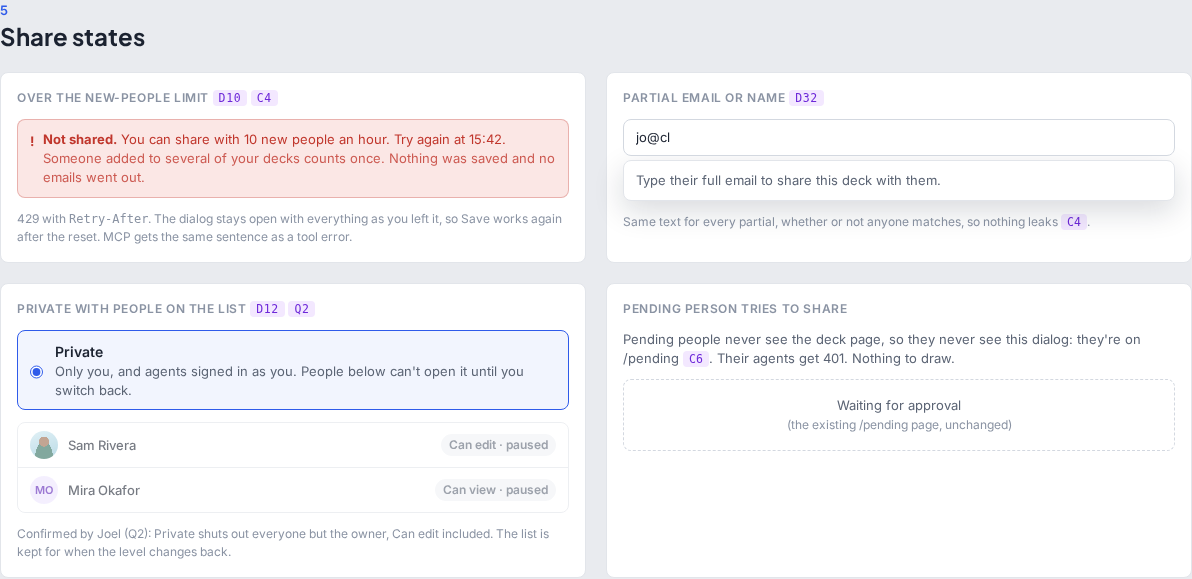 5
Share states
OVER THE NEW-PEOPLE LIMIT D10 C4
! Not shared. You can share with 10 new people an hour. Try again at 15:42.
Someone added to several of your decks counts once. Nothing was saved and no
emails went out.
429 with Retry-After. The dialog stays open with everything as you left it, so Save works again
after the reset. MCP gets the same sentence as a tool error.
PARTIAL EMAIL OR NAME D32
jo@cl
Type their full email to share this deck with them.
Same text for every partial, whether or not anyone matches, so nothing leaks C4.
PRIVATE WITH PEOPLE ON THE LIST D12 Q2
Private
Only you, and agents signed in as you. People below can't open it until you
switch back.
Sam Rivera Can edit · paused
MO Mira Okafor Can view · paused
Confirmed by Joel (Q2): Private shuts out everyone but the owner, Can edit included. The list is
kept for when the level changes back.
PENDING PERSON TRIES TO SHARE
Pending people never see the deck page, so they never see this dialog: they're on
/pending C6. Their agents get 401. Nothing to draw.
Waiting for approval
(the existing /pending page, unchanged)